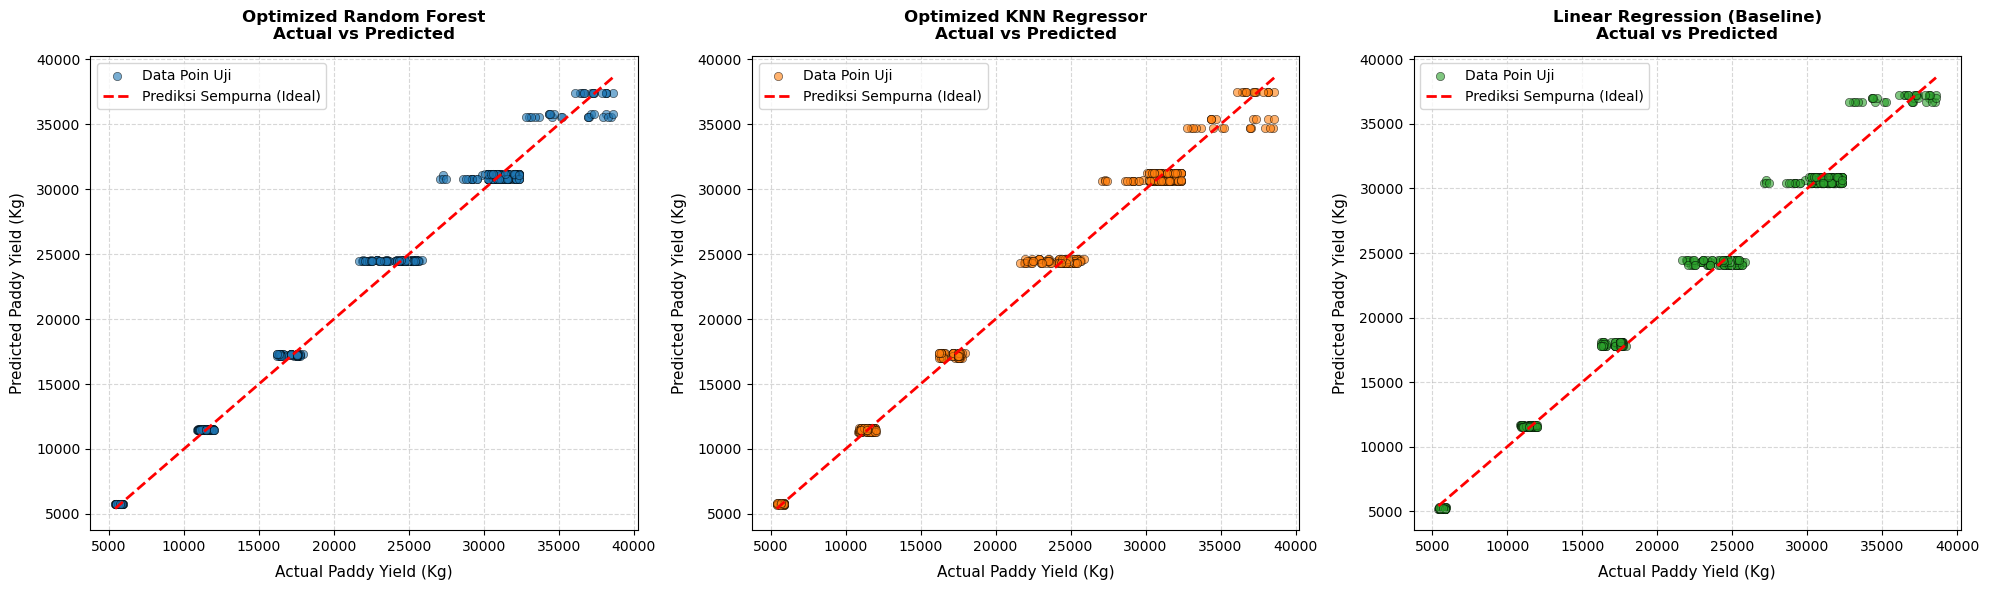 Optimized Random Forest
Actual vs Predicted
Data Poin Uji
Prediksi Sempurna (Ideal)
Predicted Paddy Yield (Kg)
40000
35000
30000
25000
20000
15000
10000
5000
5000 10000 15000 20000 25000 30000 35000 40000
Actual Paddy Yield (Kg)
Optimized KNN Regressor
Actual vs Predicted
Data Poin Uji
Prediksi Sempurna (Ideal)
Predicted Paddy Yield (Kg)
40000
35000
30000
25000
20000
15000
10000
5000
5000 10000 15000 20000 25000 30000 35000 40000
Actual Paddy Yield (Kg)
Linear Regression (Baseline)
Actual vs Predicted
Data Poin Uji
Prediksi Sempurna (Ideal)
Predicted Paddy Yield (Kg)
40000
35000
30000
25000
20000
15000
10000
5000
5000 10000 15000 20000 25000 30000 35000 40000
Actual Paddy Yield (Kg)